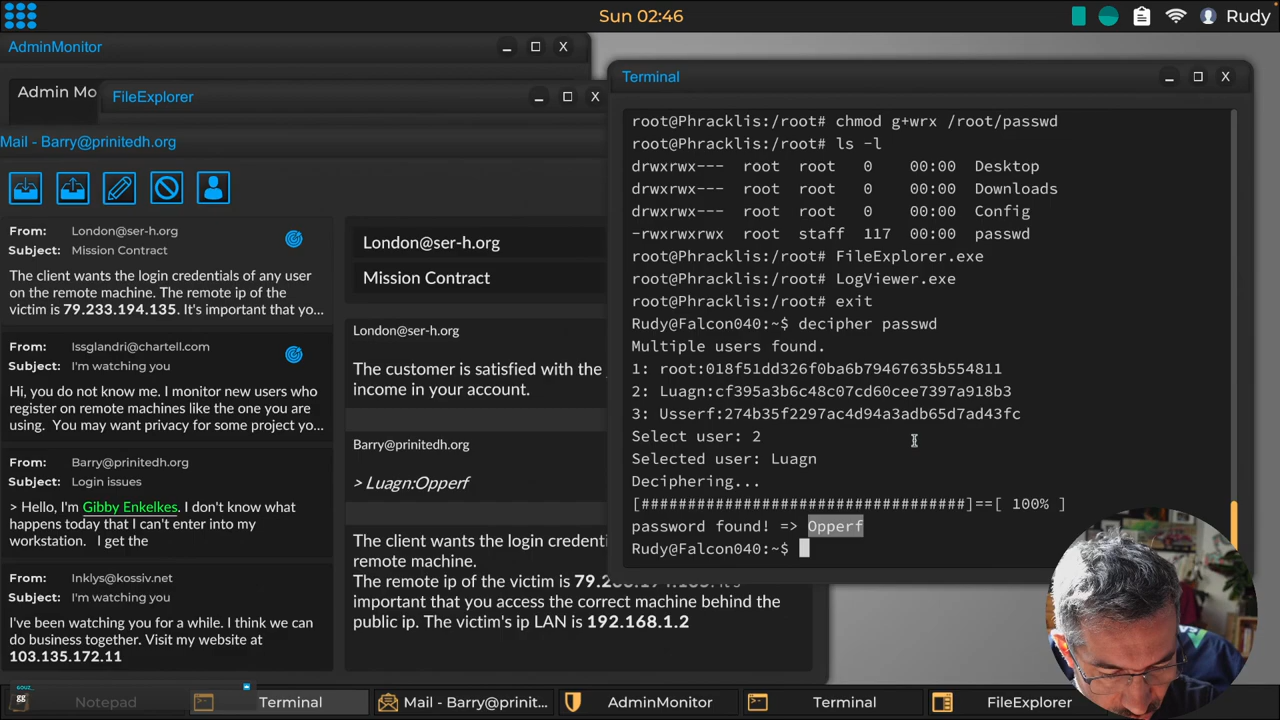 Sun 02:46
Rudy
AdminMonitor
Admin Mo
FileExplorer
Mail - Barry@prinitedh.org
From: London@ser-h.org
Subject: Mission Contract
The client wants the login credentials of any user
on the remote machine. The remote ip of the
victim is 79.233.194.135. It's important that yo...
From: Issglandri@chartell.com
Subject: I'm watching you
Hi, you do not know me. I monitor new users who
register on remote machines like the one you are
using. You may want privacy for some project yo...
From: Barry@prinitedh.org
Subject: Login issues
> Hello, I'm Gibby Enkelkes. I don't know what
happens today that I can't enter into my
workstation. I get the
From: Inklys@kossiv.net
Subject: I'm watching you
I've been watching you for a while. I think we can
do business together. Visit my website at
103.135.172.11
London@ser-h.org
Mission Contract
London@ser-h.org
The customer is satisfied with the
income in your account.
Barry@prinitedh.org
> Luagn:Opperf
The client wants the login credenti
remote machine.
The remote ip of the victim is 79.233.194.135. It's
important that you access the correct machine behind the
public ip. The victim's ip LAN is 192.168.1.2
Terminal
root@Phracklis:/root# chmod g+wrx /root/passwd
root@Phracklis:/root# ls -l
drwxrwx--- root root 0 00:00 Desktop
drwxrwx--- root root 0 00:00 Downloads
drwxrwx--- root root 0 00:00 Config
-rwxrwxrwx root staff 117 00:00 passwd
root@Phracklis:/root# FileExplorer.exe
root@Phracklis:/root# LogViewer.exe
root@Phracklis:/root# exit
Rudy@Falcon040:~$ decipher passwd
Multiple users found.
1: root:018f51dd326f0ba6b79467635b554811
2: Luagn:cf395a3b6c48c07cd60cee7397a918b3
3: Usserf:274b35f2297ac4d94a3adb65d7ad43fc
Select user: 2
Selected user: Luagn
Deciphering...
[####################################]==[ 100% ]
password found! => Opperf
Rudy@Falcon040:~$
Notepad
Terminal
Mail - Barry@prinit...
AdminMonitor
Terminal
FileExplorer